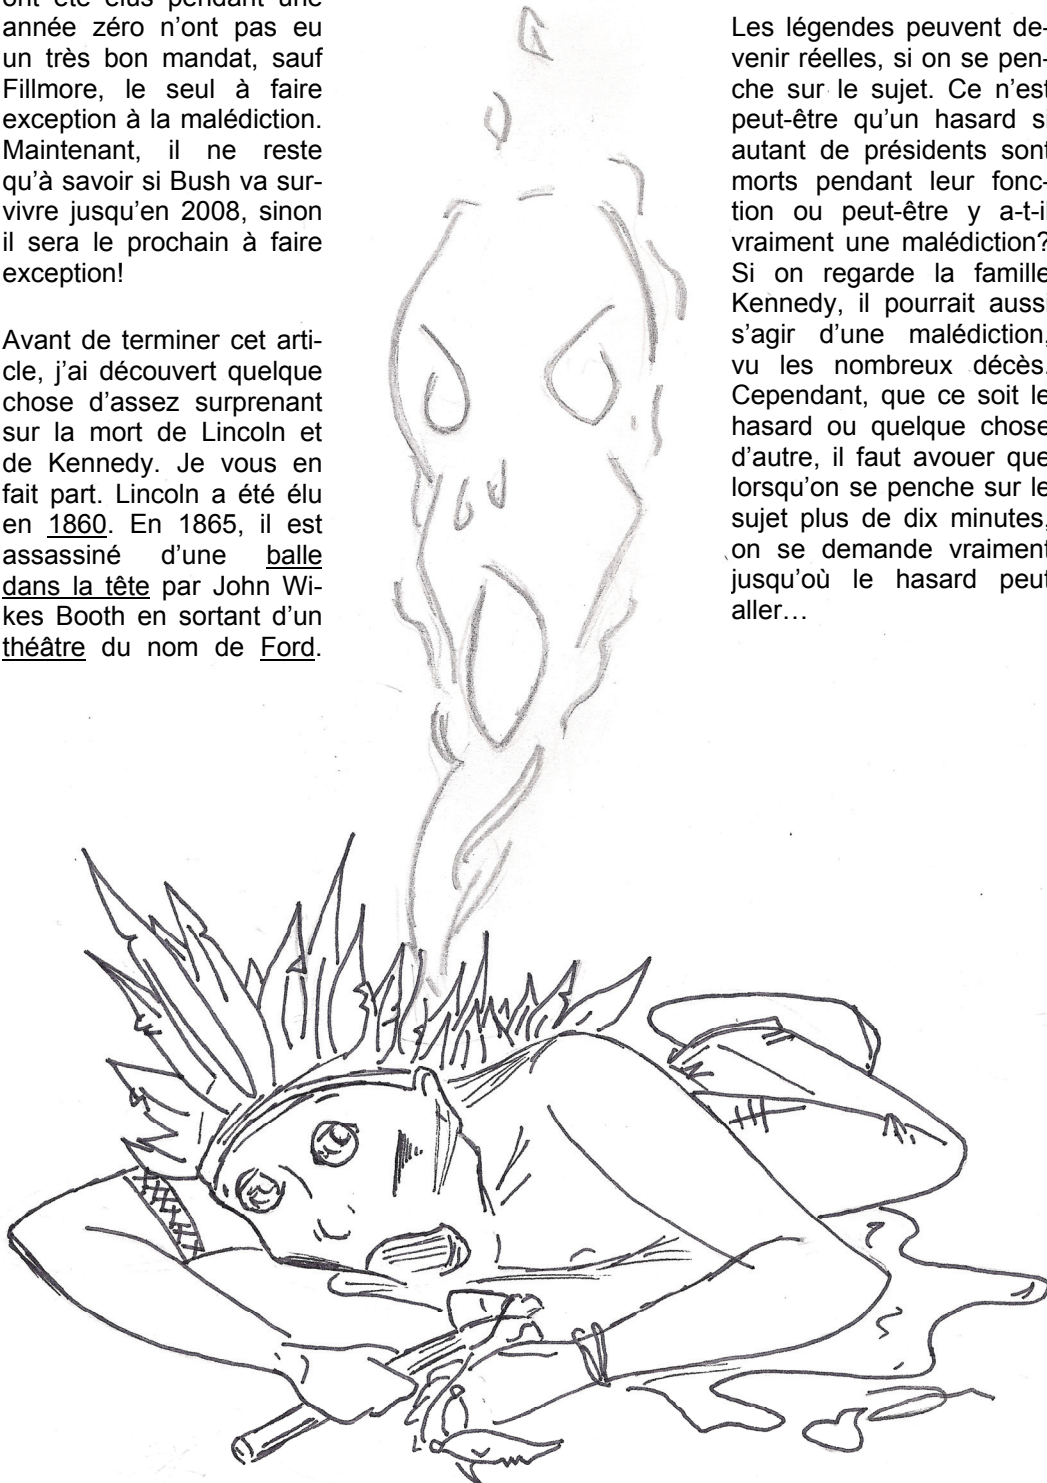 ont été élus pendant une
année zéro n’ont pas eu
un très bon mandat, sauf
Fillmore, le seul à faire
exception à la malédiction.
Maintenant, il ne reste
qu’à savoir si Bush va sur-
vivre jusqu’en 2008, sinon
il sera le prochain à faire
exception!
Avant de terminer cet arti-
cle, j’ai découvert quelque
chose d’assez surprenant
sur la mort de Lincoln et
de Kennedy. Je vous en
fait part. Lincoln a été élu
en 1860. En 1865, il est
assassiné d’une balle
dans la tête par John Wi-
kes Booth en sortant d’un
théâtre du nom de Ford.
Les légendes peuvent de-
venir réelles, si on se pen-
che sur le sujet. Ce n’est
peut-être qu’un hasard si
autant de présidents sont
morts pendant leur fonc-
tion ou peut-être y a-t-il
vraiment une malédiction?
Si on regarde la famille
Kennedy, il pourrait aussi
s’agir d’une malédiction,
vu les nombreux décès.
Cependant, que ce soit le
hasard ou quelque chose
d’autre, il faut avouer que
lorsqu’on se penche sur le
sujet plus de dix minutes,
on se demande vraiment
jusqu’où le hasard peut
aller…